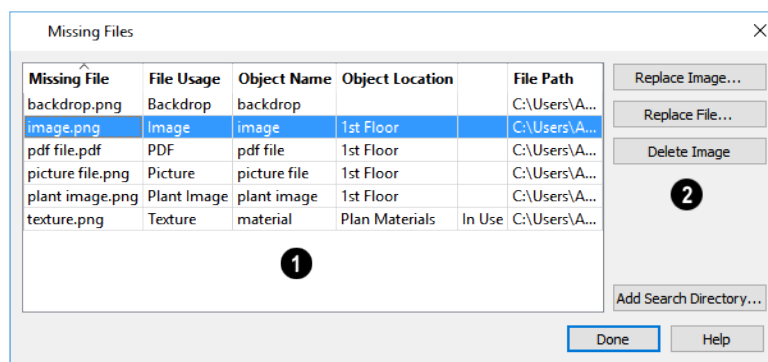 Missing Files
Missing File File Usage Object Name Object Location File Path
backdrop.png Backdrop backdrop C:\Users\A...
image.png Image image 1st Floor C:\Users\A...
pdf file.pdf PDF pdf file 1st Floor C:\Users\A...
picture file.png Picture picture file 1st Floor C:\Users\A...
plant image.png Plant Image plant image 1st Floor C:\Users\A...
texture.png Texture material Plan Materials In Use C:\Users\A...
1
Replace Image...
Replace File...
Delete Image
2
Add Search Directory...
Done Help